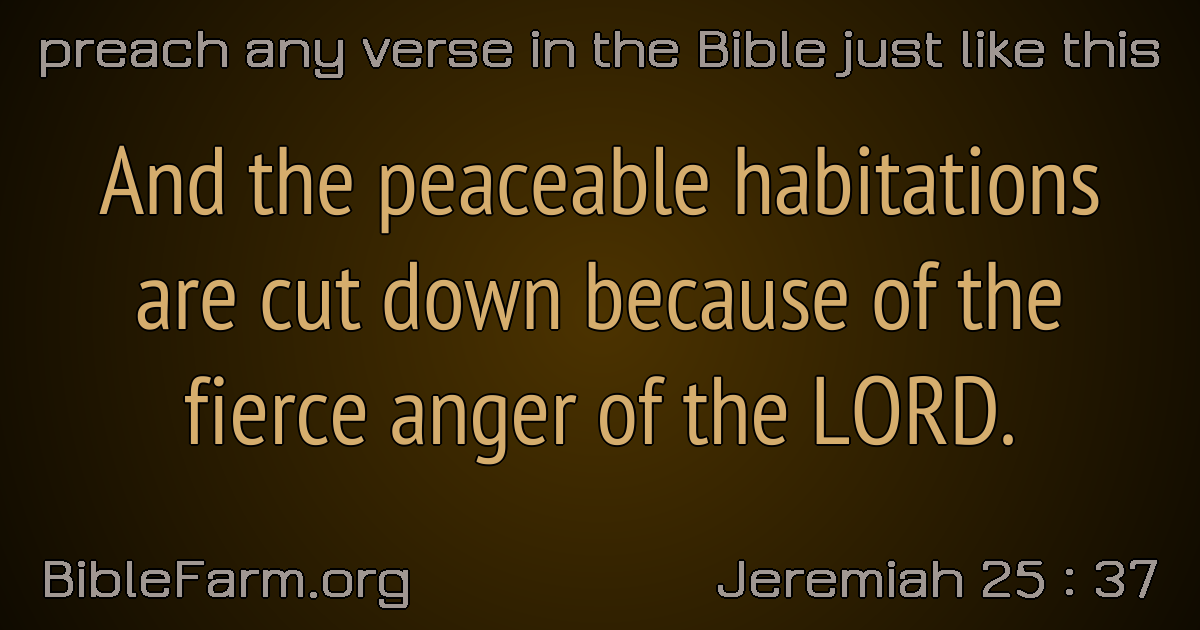 preach any verse in the Bible just like this
And the peaceable habitations
are cut down because of the
fierce anger of the LORD.
BibleFarm.org
Jeremiah 25 : 37